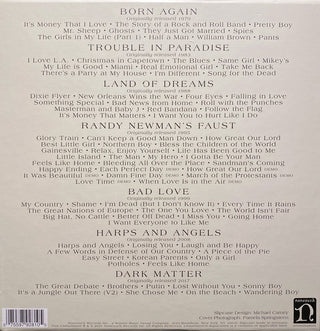 BORN AGAIN
Originally released 1979
It's Money That I Love • The Story of a Rock and Roll Band • Pretty Boy
Mr. Sheep • Ghosts • They Just Got Married • Spies
The Girls in My Life (Part 1) • Half a Man • William Brown • Pants
TROUBLE IN PARADISE
Originally released 1983
I Love L.A. • Christmas in Capetown • The Blues • Same Girl • Mikey's
My Life is Good • Miami • Real Emotional Girl • Take Me Back
There's a Party at My House • I'm Different • Song for the Dead
LAND OF DREAMS
Originally released 1988
Dixie Flyer • New Orleans Wins the War • Four Eyes • Falling in Love
Something Special • Bad News from Home • Roll with the Punches
Masterman and Baby J • Red Bandana • Follow the Flag
It's Money That Matters • I Want You to Hurt Like I Do
RANDY NEWMAN'S FAUST
Originally released 1995
Glory Train • Can't Keep a Good Man Down • How Great Our Lord
Best Little Girl • Northern Boy • Bless the Children of the World
Gainesville • Relax, Enjoy Yourself • Life Has Been Good to Me
Little Island • The Man • My Hero • I Gotta Be Your Man
Feels Like Home • Bleeding All Over the Place • Sandman's Coming
Happy Ending • Each Perfect Day DEMO • How Great Our Lord DEMO
It Was Beautiful DEMO • Damn Fine Day DEMO • March of the Protestants DEMO
Love Time DEMO • When Love Is in the Air DEMO
BAD LOVE
Originally released 1999
My Country • Shame • I'm Dead (But I Don't Know It) • Every Time It Rains
The Great Nations of Europe • The One You Love • The World Isn't Fair
Big Hat, No Cattle • Better Off Dead • I Miss You • Going Home
I Want Everyone to Like Me
HARPS AND ANGELS
Originally released 2008
Harps and Angels • Losing You • Laugh and Be Happy
A Few Words in Defense of Our Country • A Piece of the Pie
Easy Street • Korean Parents • Only a Girl
Potholes • Feels Like Home
DARK MATTER
Originally released 2017
The Great Debate • Brothers • Putin • Lost Without You • Sonny Boy
It's a Jungle Out There (V2) • She Chose Me • On the Beach • Wandering Boy
Slipcase Design: Michael Carney
Cover Photograph: Pamela Springsteen
nonesuch